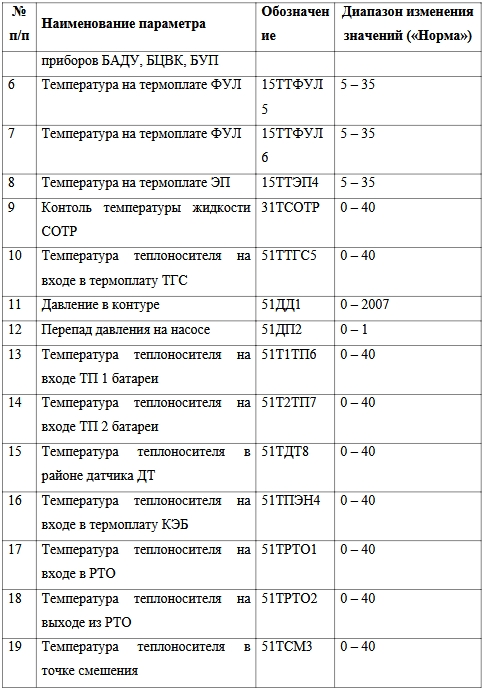 № Наименование параметра Обозначен Диапазон изменения
п/п ие значений («Норма»)
приборов БАДУ, БЦВК, БУП
6 Температура на термоплате ФУЛ 15ТТФУЛ 5 – 35
5
7 Температура на термоплате ФУЛ 15ТТФУЛ 5 – 35
6
8 Температура на термоплате ЭП 15ТТЭП4 5 – 35
9 Контоль температуры жидкости 31ТСОТР 0 – 40
СОТР
10 Температура теплоносителя на 51ТТГС5 0 – 40
входе в термоплату ТГС
11 Давление в контуре 51ДД1 0 – 2007
12 Перепад давления на насосе 51ДП2 0 – 1
13 Температура теплоносителя на 51Т1ТП6 0 – 40
входе ТП 1 батареи
14 Температура теплоносителя на 51Т2ТП7 0 – 40
входе ТП 2 батареи
15 Температура теплоносителя в 51ТДТ8 0 – 40
районе датчика ДТ
16 Температура теплоносителя на 51ТПЭН4 0 – 40
входе в термоплату КЭБ
17 Температура теплоносителя на 51ТРТО1 0 – 40
входе в РТО
18 Температура теплоносителя на 51ТРТО2 0 – 40
выходе из РТО
19 Температура теплоносителя в 51ТСМ3 0 – 40
точке смешения